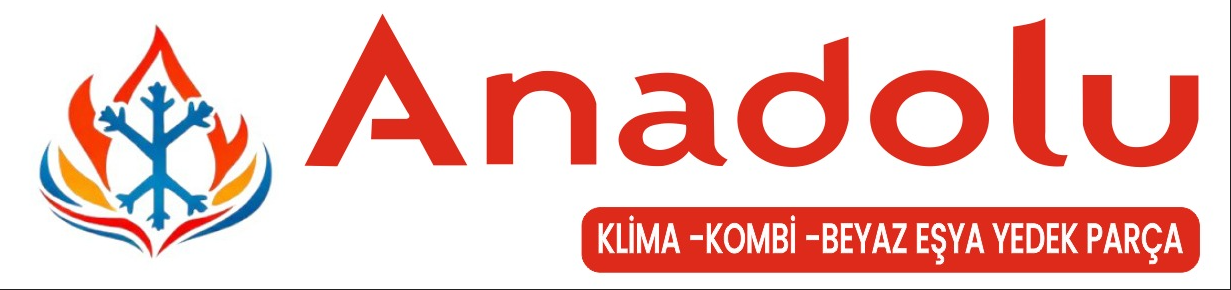 Anadolu
KLİMA -KOMBİ -BEYAZ EŞYA YEDEK PARÇA